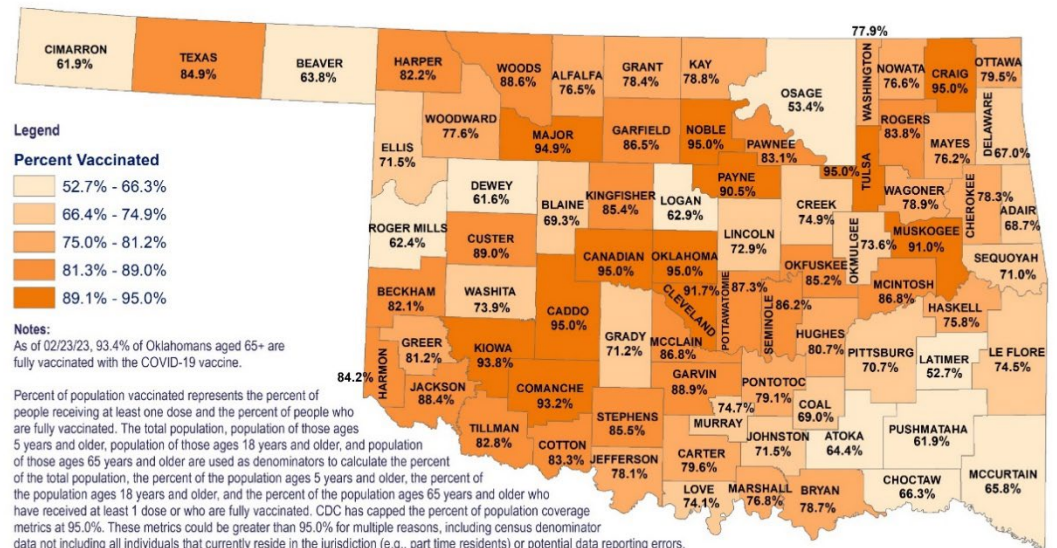 77.9%
CIMARRON
61.9%
TEXAS
84.9%
BEAVER
63.8%
HARPER
82.2%
WOODS
88.6%
ALFALFA
76.5%
GRANT
78.4%
KAY
78.8%
OSAGE
53.4%
WASHINGTON
NOWATA
76.6%
CRAIG
95.0%
OTTAWA
79.5%
WOODWARD
77.6%
MAJOR
94.9%
GARFIELD
86.5%
NOBLE
95.0%
PAWNEE
83.1%
ROGERS
83.8%
MAYES
76.2%
DELAWARE
67.0%
ELLIS
71.5%
DEWEY
61.6%
BLAINE
69.3%
KINGFISHER
85.4%
LOGAN
62.9%
PAYNE
90.5%
95.0%
TULSA
CREEK
74.9%
WAGONER
78.9%
CHEROKEE
78.3%
ADAIR
68.7%
ROGER MILLS
62.4%
CUSTER
89.0%
CANADIAN
95.0%
OKLAHOMA
95.0%
LINCOLN
72.9%
OKMULGEE
73.6%
MUSKOGEE
91.0%
SEQUOYAH
71.0%
BECKHAM
82.1%
WASHITA
73.9%
CADDO
95.0%
GRADY
71.2%
91.7%
CLEVELAND
POTTAWATOMIE
87.3%
SEMINOLE
86.2%
OKFUSKEE
85.2%
MCINTOSH
86.8%
HASKELL
75.8%
GREER
81.2%
KIOWA
93.8%
MCCLAIN
86.8%
HUGHES
80.7%
PITTSBURG
70.7%
LATIMER
52.7%
LE FLORE
74.5%
84.2%
HARMON
JACKSON
88.4%
COMANCHE
93.2%
GARVIN
88.9%
PONTOTOC
79.1%
COAL
69.0%
TILLMAN
82.8%
COTTON
83.3%
STEPHENS
85.5%
74.7%
MURRAY
JOHNSTON
71.5%
ATOKA
64.4%
PUSHMATAHA
61.9%
JEFFERSON
78.1%
CARTER
79.6%
LOVE
74.1%
MARSHALL
76.8%
BRYAN
78.7%
CHOCTAW
66.3%
MCCURTAIN
65.8%
Legend
Percent Vaccinated
52.7% - 66.3%
66.4% - 74.9%
75.0% - 81.2%
81.3% - 89.0%
89.1% - 95.0%
Notes:
As of 02/23/23, 93.4% of Oklahomans aged 65+ are
fully vaccinated with the COVID-19 vaccine.
Percent of population vaccinated represents the percent of
people receiving at least one dose and the percent of people who
are fully vaccinated. The total population, population of those ages
5 years and older, population of those ages 18 years and older, and population
of those ages 65 years and older are used as denominators to calculate the percent
of the total population, the percent of the population ages 5 years and older, the percent of
the population ages 18 years and older, and the percent of the population ages 65 years and older who
have received at least 1 dose or who are fully vaccinated. CDC has capped the percent of population coverage
metrics at 95.0%. These metrics could be greater than 95.0% for multiple reasons, including census denominator
data not including all individuals that currently reside in the jurisdiction (e.g., part time residents) or potential data reporting errors.